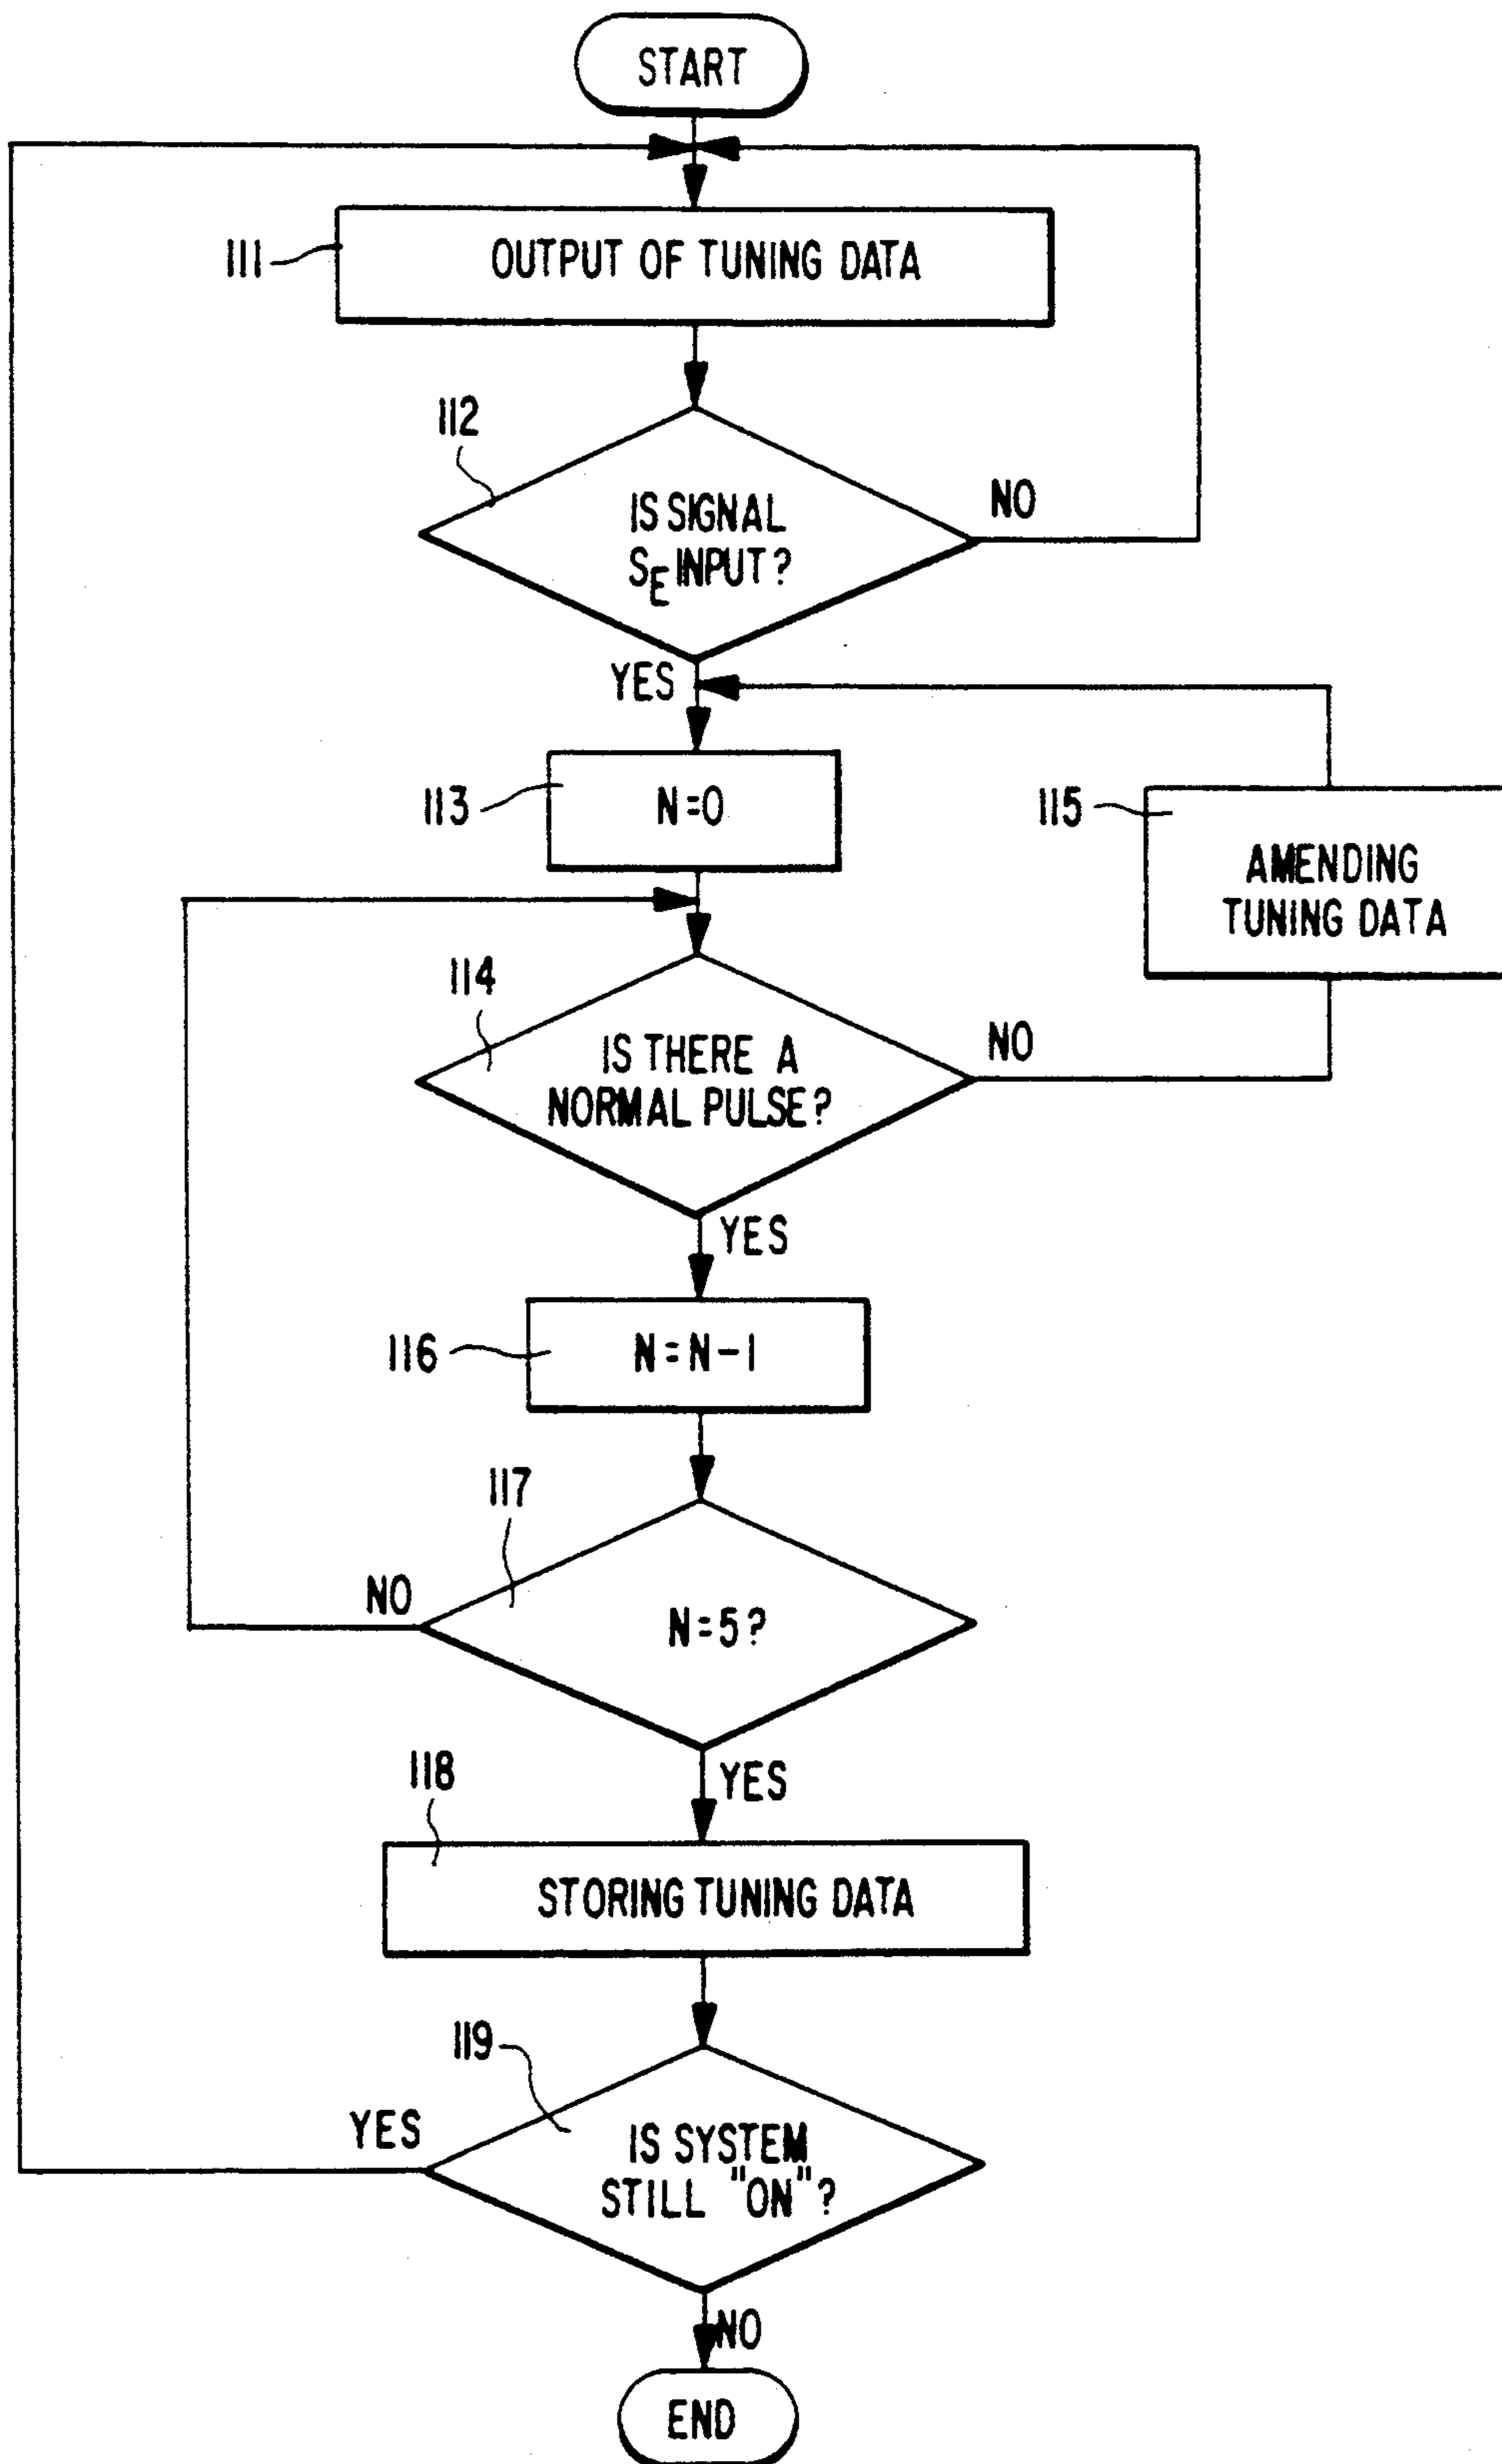 START
111
OUTPUT OF TUNING DATA
112
IS SIGNAL
NO
SE INPUT?
YES
113
N=0
115
AMENDING
TUNING DATA
114
IS THERE A
NO
NORMAL PULSE?
YES
116
N=N-1
117
NO
N=5?
YES
118
STORING TUNING DATA
119
YES
IS SYSTEM
STILL "ON"?
NO
END